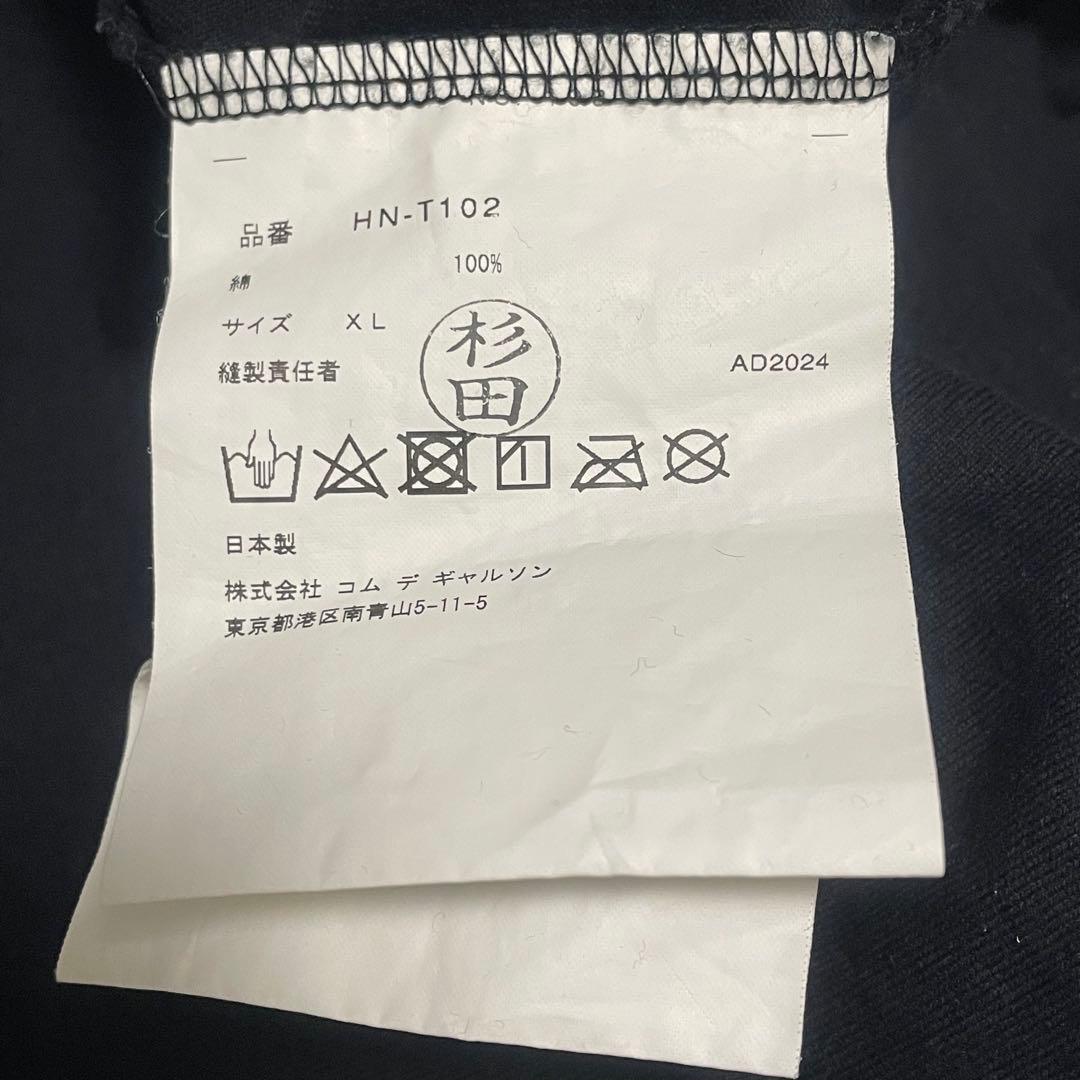 品番 HN-T102
綿 100%
サイズ XL
縫製責任者 杉田 AD2024
日本製
株式会社 コム デ ギャルソン
東京都港区南青山5-11-5